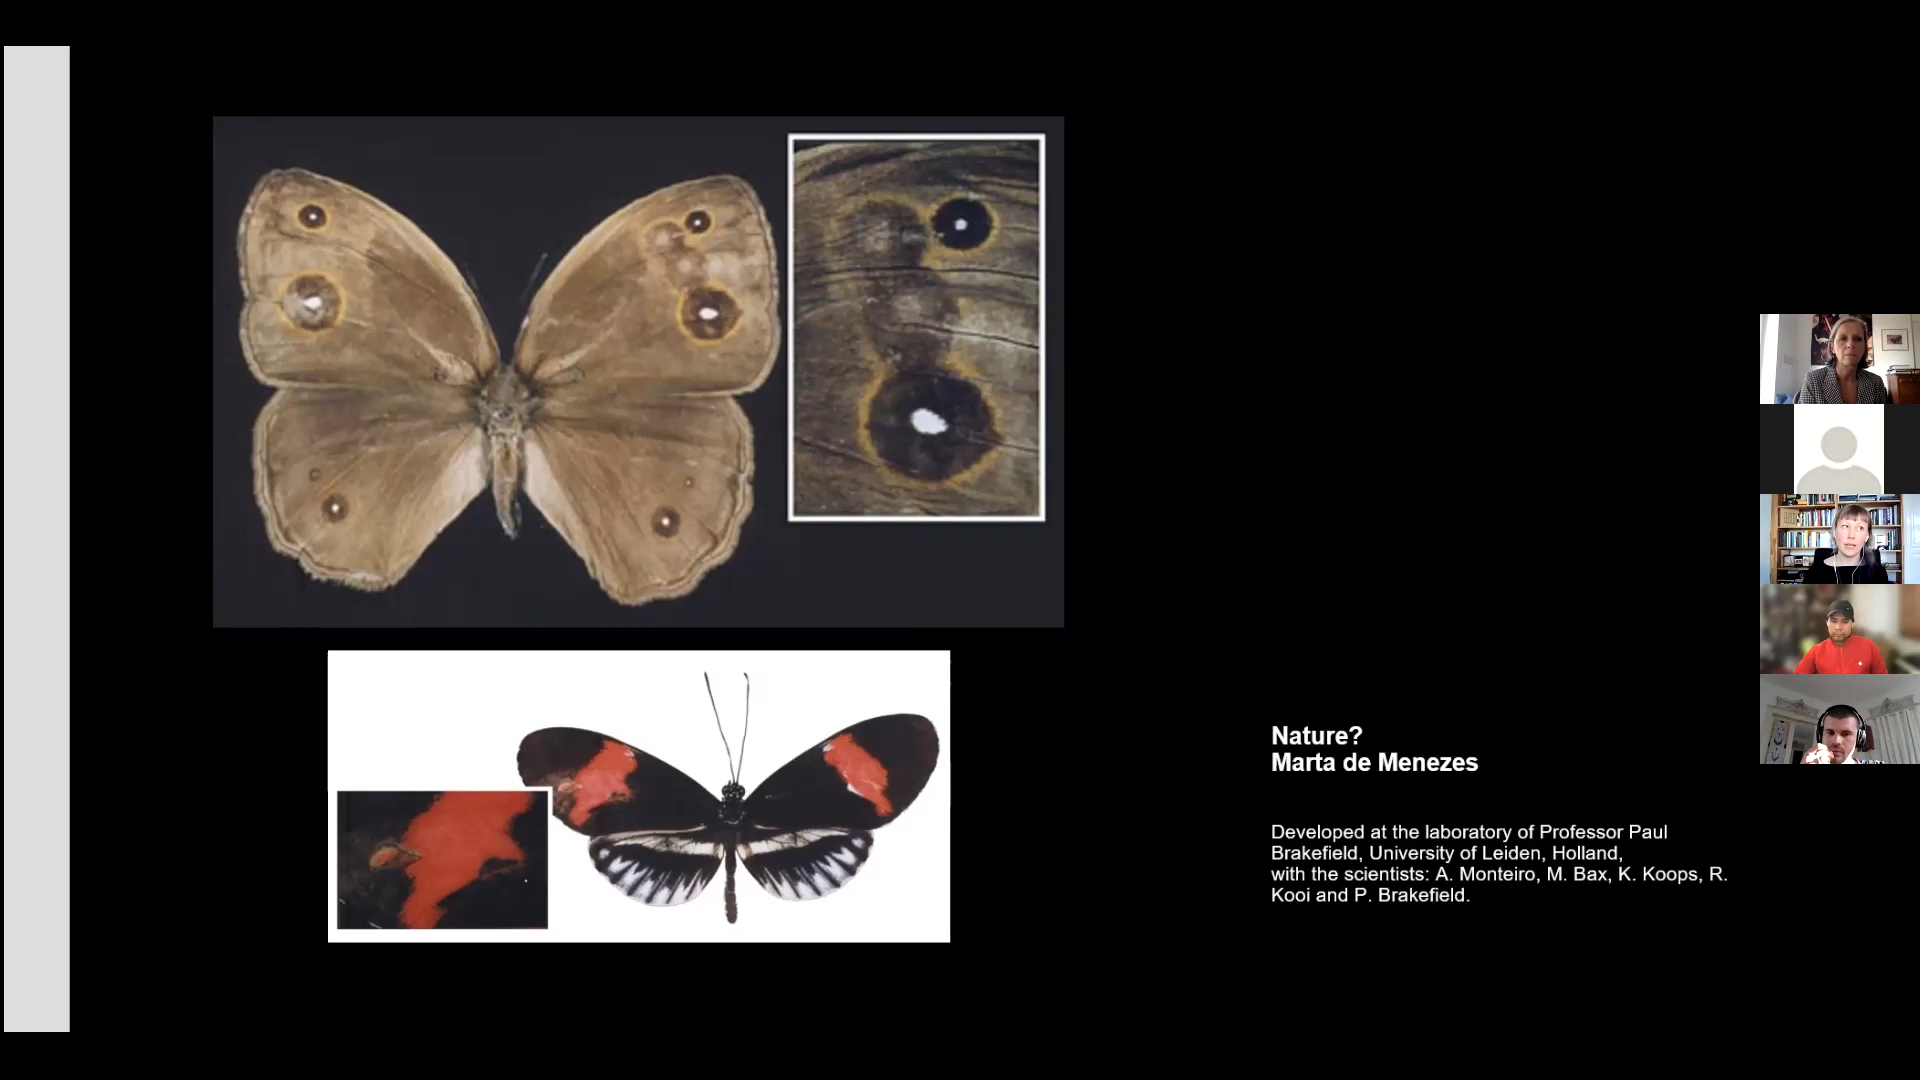 Nature?
Marta de Menezes
Developed at the laboratory of Professor Paul
Brakefield, University of Leiden, Holland,
with the scientists: A. Monteiro, M. Bax, K. Koops, R.
Kooi and P. Brakefield.